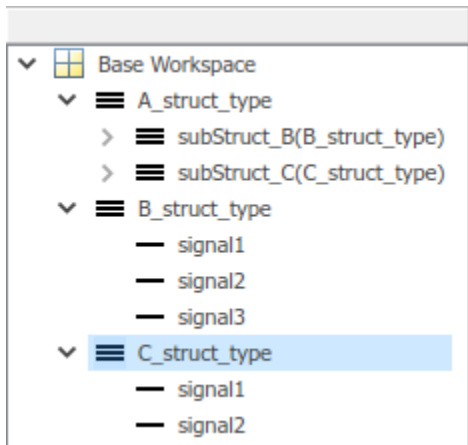 Base Workspace
A_struct_type
subStruct_B(B_struct_type)
subStruct_C(C_struct_type)
B_struct_type
signal1
signal2
signal3
C_struct_type
signal1
signal2